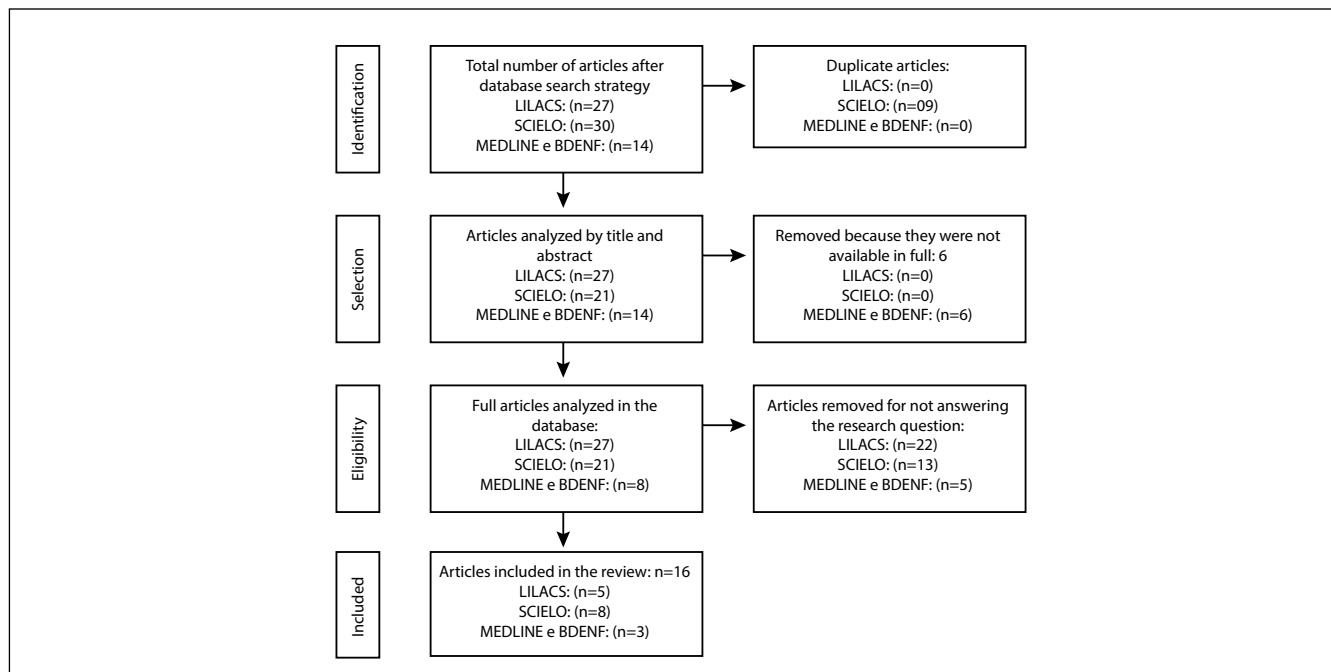 Identification
Total number of articles after
database search strategy
LILACS: (n=27)
SCIELO: (n=30)
MEDLINE e BDENF: (n=14)
Duplicate articles:
LILACS: (n=0)
SCIELO: (n=09)
MEDLINE e BDENF: (n=0)
Selection
Articles analyzed by title and
abstract
LILACS: (n=27)
SCIELO: (n=21)
MEDLINE e BDENF: (n=14)
Removed because they were not
available in full: 6
LILACS: (n=0)
SCIELO: (n=0)
MEDLINE e BDENF: (n=6)
Eligibility
Full articles analyzed in the
database:
LILACS: (n=27)
SCIELO: (n=21)
MEDLINE e BDENF: (n=8)
Articles removed for not answering
the research question:
LILACS: (n=22)
SCIELO: (n=13)
MEDLINE e BDENF: (n=5)
Included
Articles included in the review: n=16
LILACS: (n=5)
SCIELO: (n=8)
MEDLINE e BDENF: (n=3)